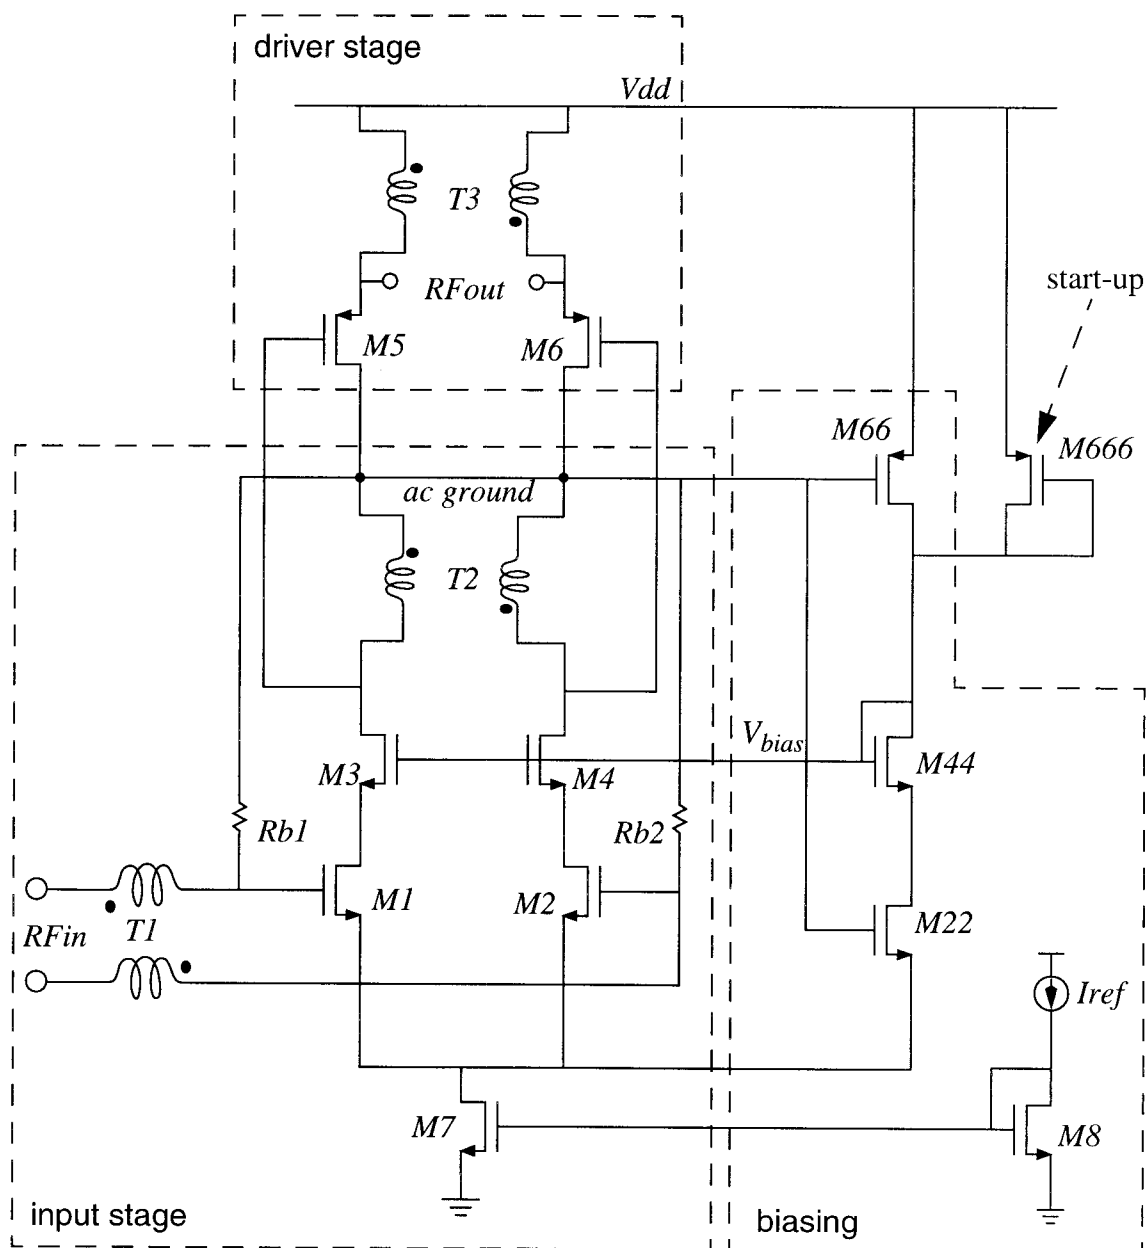 driver stage
Vdd
T3
RFout
start-up
M5
M6
M66
M666
ac ground
T2
Vbias
M3
M4
M44
Rb1
Rb2
M1
M2
M22
RFin
T1
Iref
M7
M8
input stage
biasing